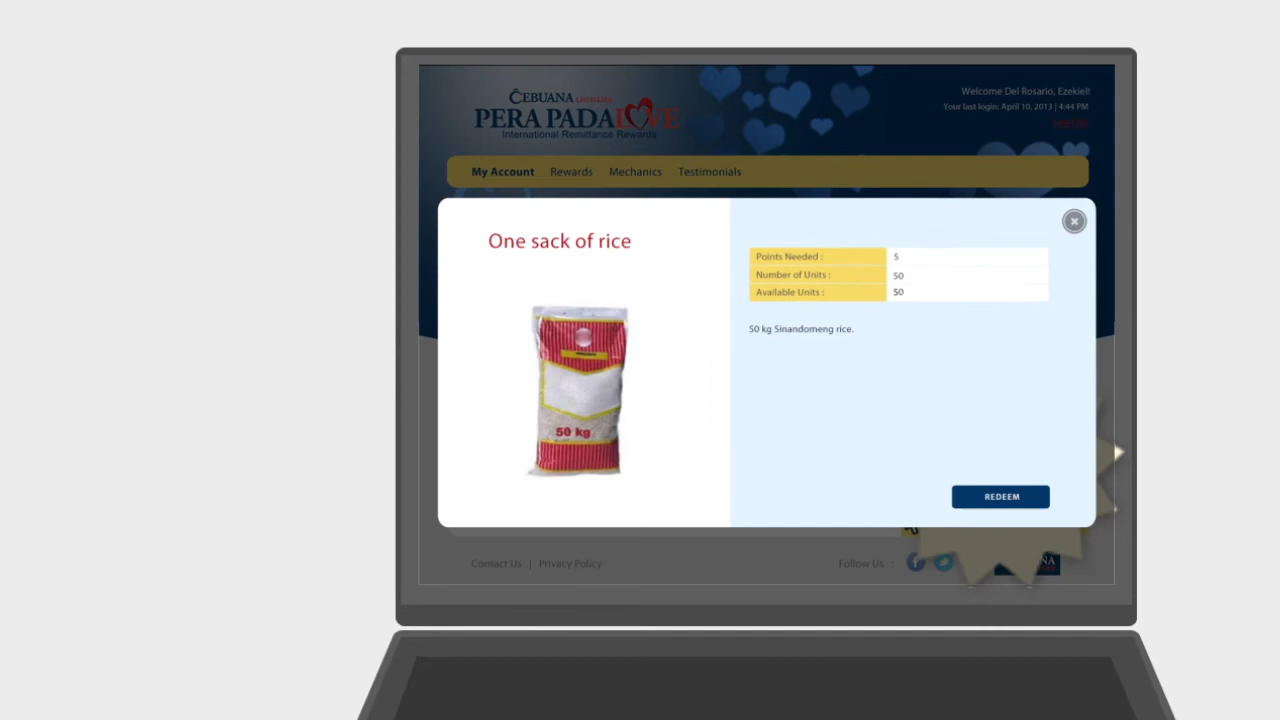 CEBUANA LHUILLIER
PERA PADALOVE
International Remittance Rewards
Welcome Del Rosario, Ezekiel!
Your last login: April 10, 2013 | 4:44 PM
My Account Rewards Mechanics Testimonials
One sack of rice
Points Needed : 5
Number of Units : 50
Available Units : 50
50 kg Sinandomeng rice.
50 kg
REDEEM
Contact Us | Privacy Policy
Follow Us :